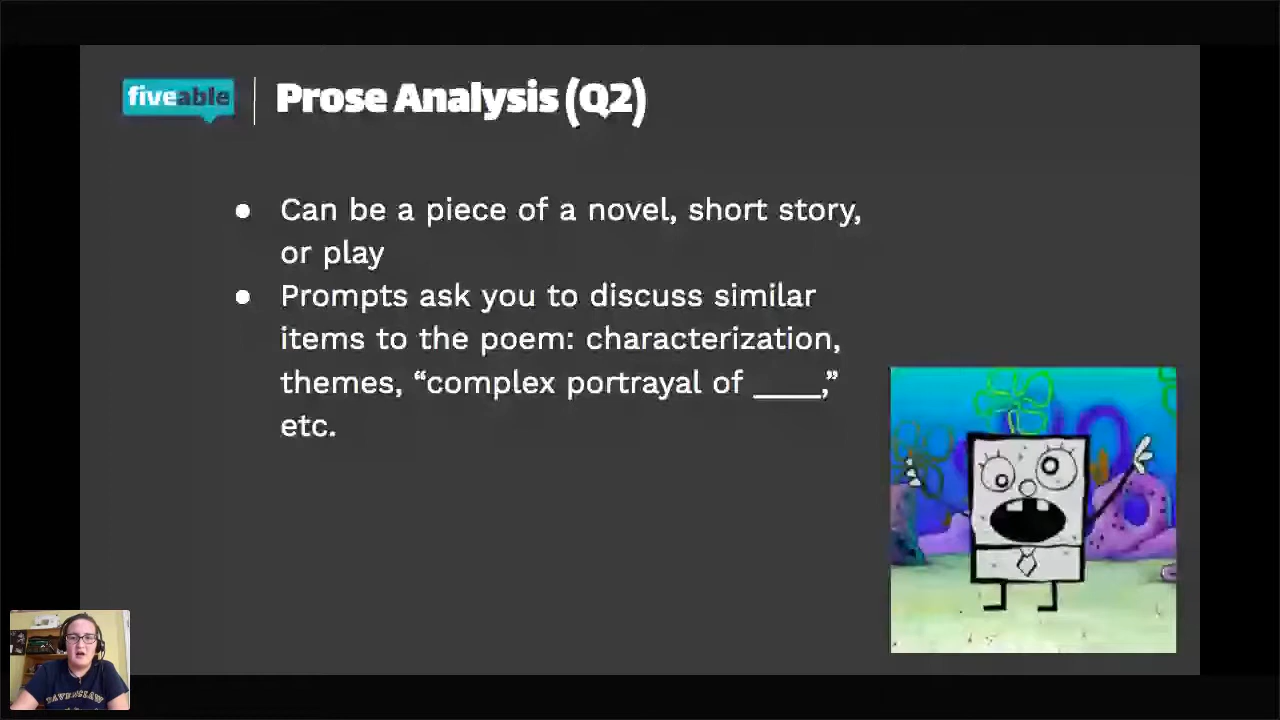 fiveable
Prose Analysis (Q2)
● Can be a piece of a novel, short story,
or play
● Prompts ask you to discuss similar
items to the poem: characterization,
themes, “complex portrayal of ____,”
etc.
RAVENCLAW